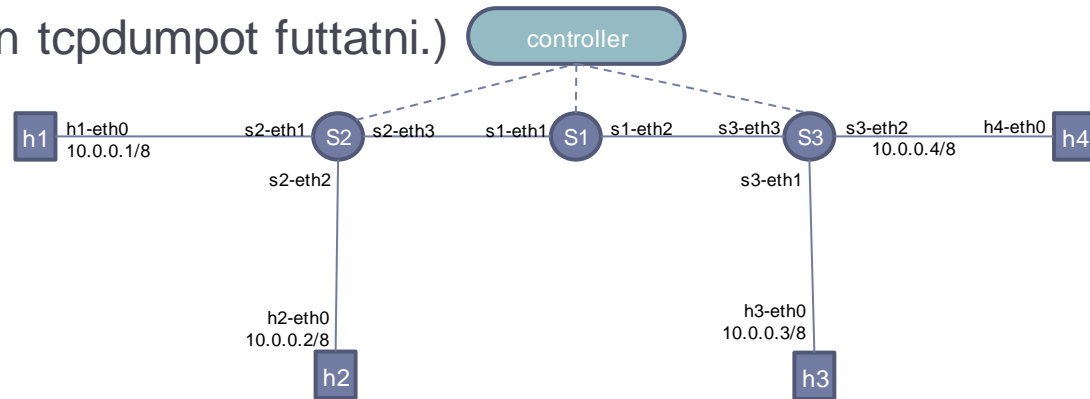 n tcpdumpot futtatni.)
controller
h1
h1-eth0
10.0.0.1/8
s2-eth1
S2
s2-eth3
s1-eth1
S1
s1-eth2
s3-eth3
S3
s3-eth2
10.0.0.4/8
h4-eth0
h4
s2-eth2
s3-eth1
h2-eth0
10.0.0.2/8
h2
h3-eth0
10.0.0.3/8
h3